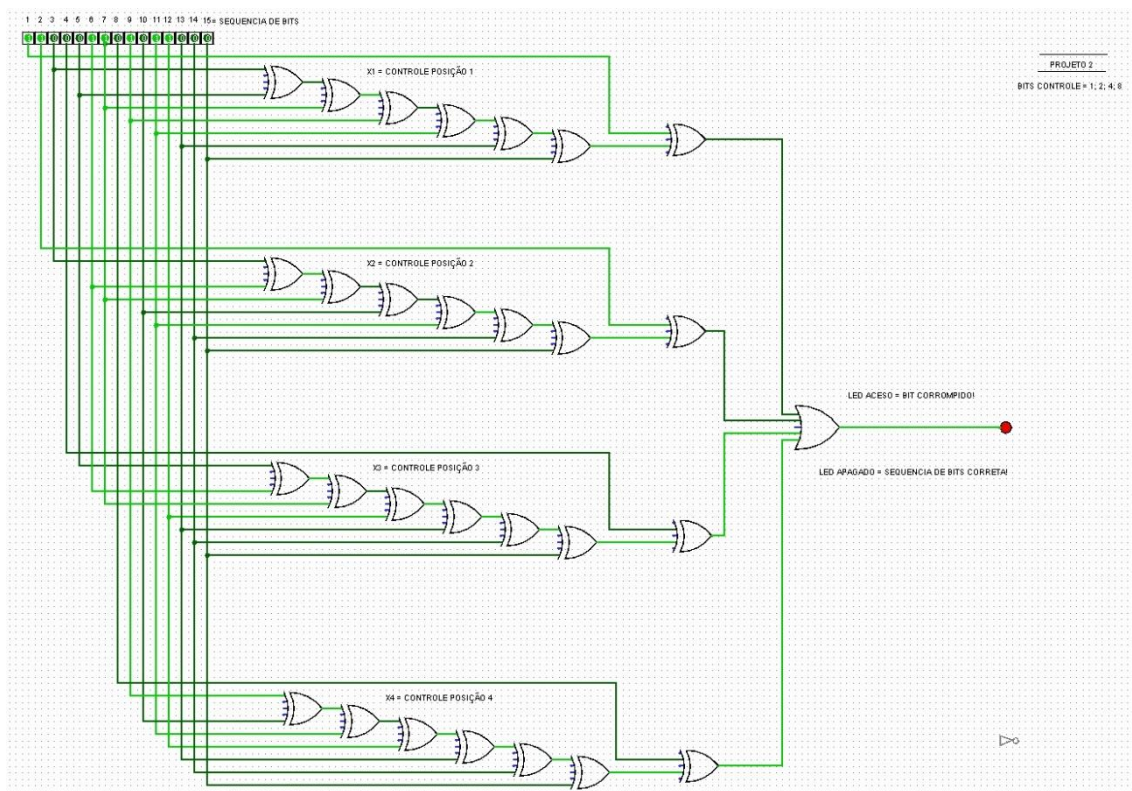 1 2 3 4 5 6 7 8 9 10 11 12 13 14 15= SEQUENCIA DE BITS
PROJETO 2
BITS CONTROLE = 1; 2; 4; 8
X1 = CONTROLE POSIÇÃO 1
X2 = CONTROLE POSIÇÃO 2
LED ACESO = BIT CORROMPIDO!
X3 = CONTROLE POSIÇÃO 3
LED APAGADO = SEQUENCIA DE BITS CORRETA!
X4 = CONTROLE POSIÇÃO 4